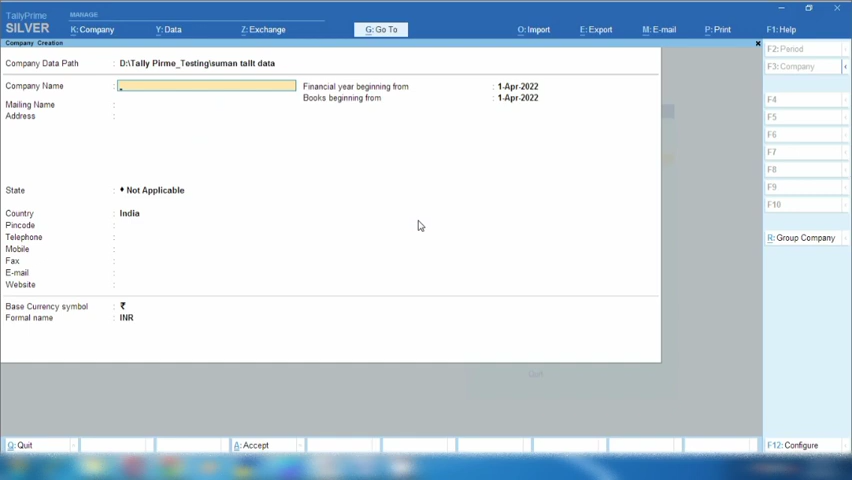 TallyPrime
SILVER
MANAGE
K: Company
Y: Data
Z: Exchange
G: Go To
O: Import
E: Export
M: E-mail
P: Print
F1: Help
Company Creation
Company Data Path : D:\Tally Pirme_Testing\suman tallt data
Company Name :
Mailing Name :
Address :
Financial year beginning from : 1-Apr-2022
Books beginning from : 1-Apr-2022
State : ♦ Not Applicable
Country : India
Pincode :
Telephone :
Mobile :
Fax :
E-mail :
Website :
Base Currency symbol : ₹
Formal name : INR
Quit
F2: Period
F3: Company
F4
F5
F6
F7
F8
F9
F10
R: Group Company
Q: Quit
A: Accept
F12: Configure